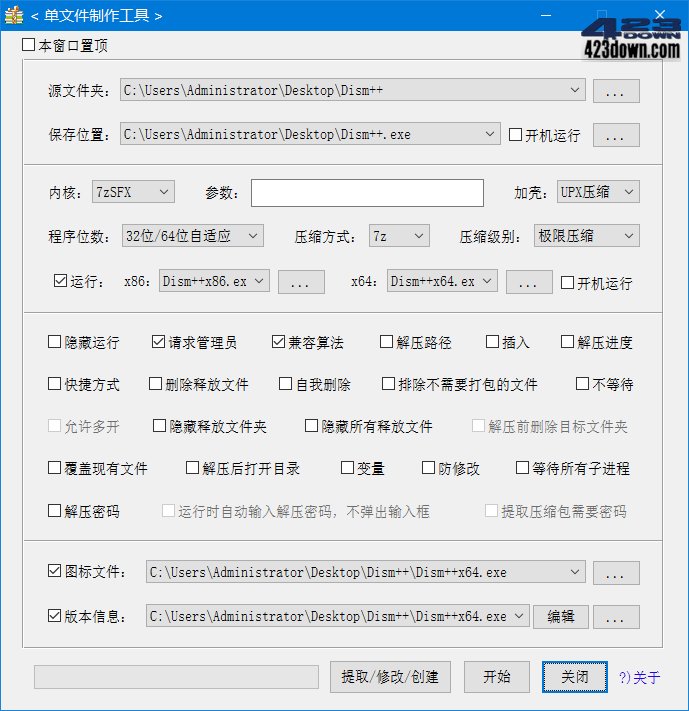 < 单文件制作工具 >
423
DOWN
423down.com
本窗口置顶
源文件夹: C:\Users\Administrator\Desktop\Dism++ ...
保存位置: C:\Users\Administrator\Desktop\Dism++.exe 开机运行 ...
内核: 7zSFX 参数: 加壳: UPX压缩
程序位数: 32位/64位自适应 压缩方式: 7z 压缩级别: 极限压缩
运行: x86: Dism++x86.ex ... x64: Dism++x64.ex ... 开机运行
隐藏运行 请求管理员 兼容算法 解压路径 插入 解压进度
快捷方式 删除释放文件 自我删除 排除不需要打包的文件 不等待
允许多开 隐藏释放文件夹 隐藏所有释放文件 解压前删除目标文件夹
覆盖现有文件 解压后打开目录 变量 防修改 等待所有子进程
解压密码 运行时自动输入解压密码, 不弹出输入框 提取压缩包需要密码
图标文件: C:\Users\Administrator\Desktop\Dism++\Dism++x64.exe ...
版本信息: C:\Users\Administrator\Desktop\Dism++\Dism++x64.exe 编辑 ...
提取/修改/创建 开始 关闭 ?)关于